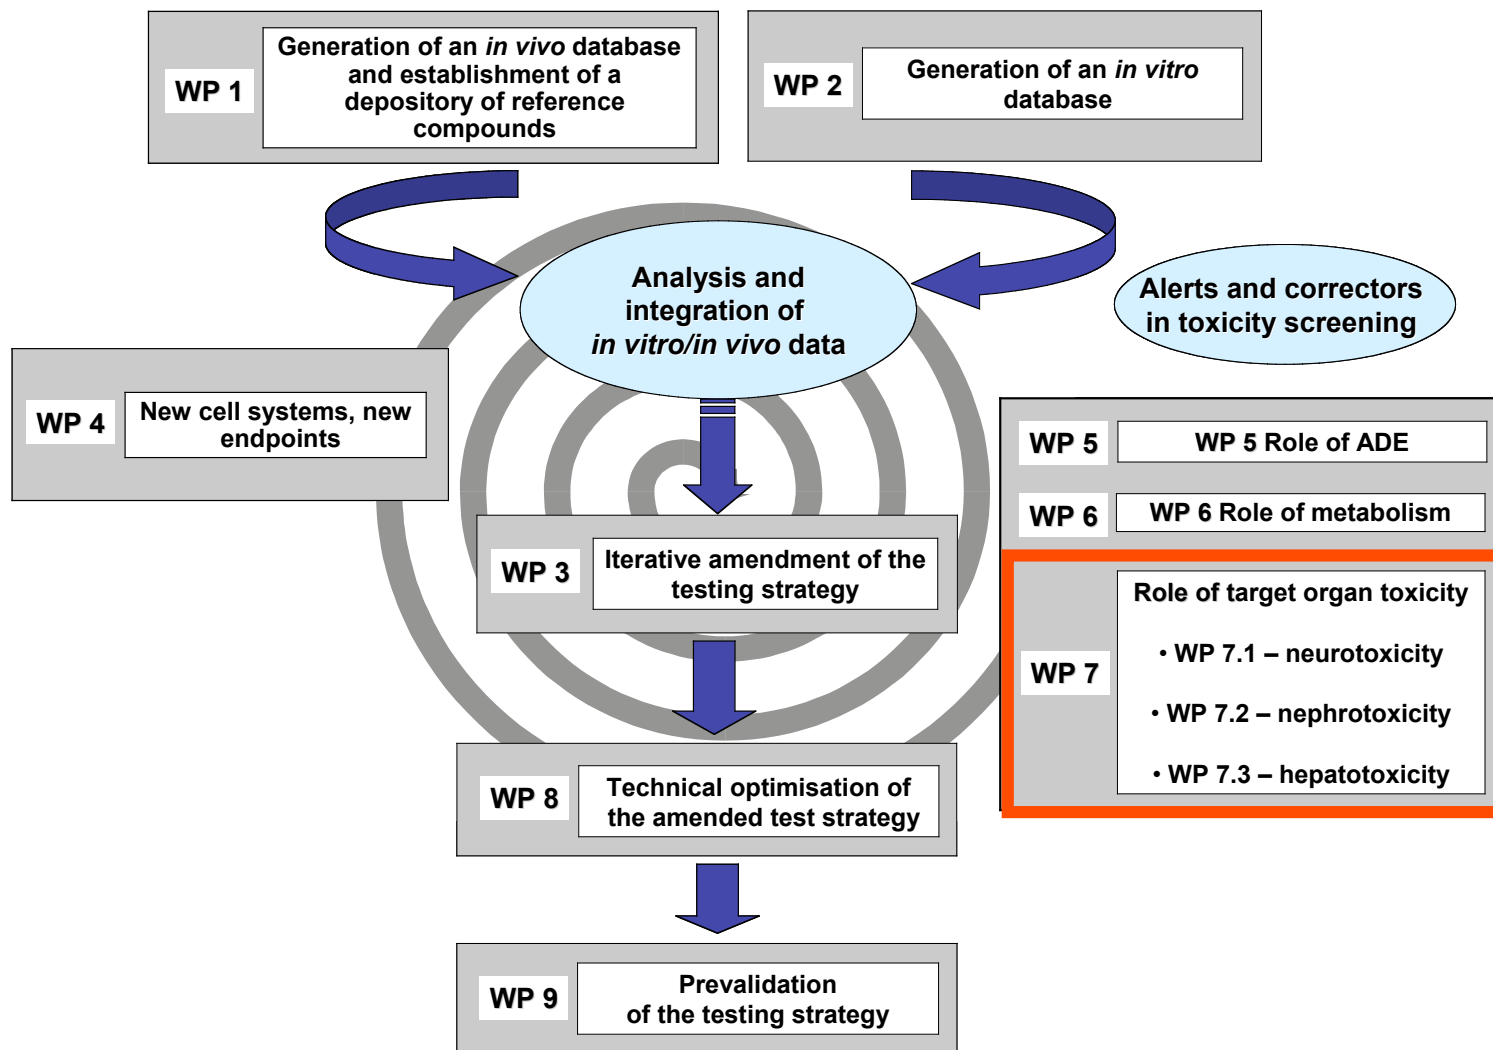 WP 1
Generation of an in vivo database
and establishment of a
depository of reference
compounds
WP 2
Generation of an in vitro
database
Analysis and
integration of
in vitro/in vivo data
Alerts and correctors
in toxicity screening
WP 4
New cell systems, new
endpoints
WP 5
WP 5 Role of ADE
WP 6
WP 6 Role of metabolism
WP 3
Iterative amendment of the
testing strategy
WP 7
Role of target organ toxicity
• WP 7.1 – neurotoxicity
• WP 7.2 – nephrotoxicity
• WP 7.3 – hepatotoxicity
WP 8
Technical optimisation of
the amended test strategy
WP 9
Prevalidation
of the testing strategy